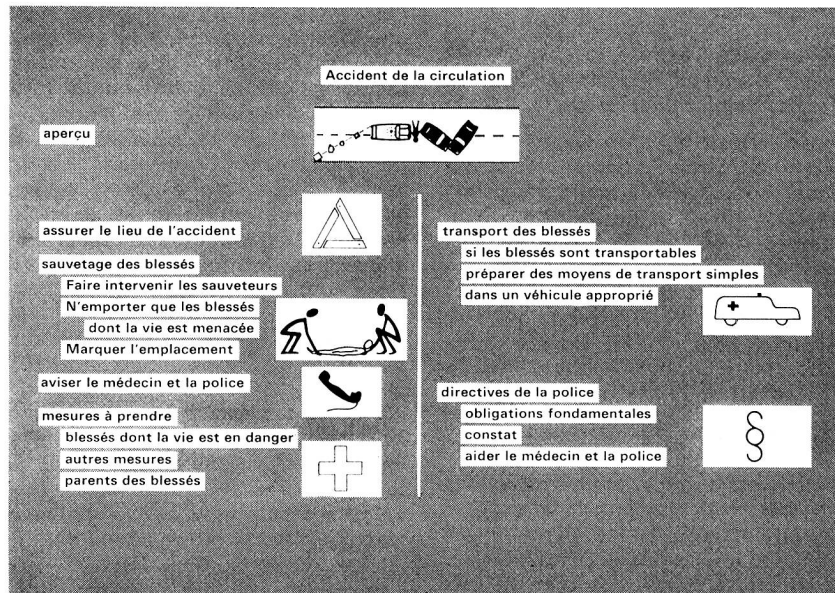 Accident de la circulation
aperçu
assurer le lieu de l'accident
sauvetage des blessés
Faire intervenir les sauveteurs
N'emporter que les blessés
dont la vie est menacée
Marquer l'emplacement
aviser le médecin et la police
mesures à prendre
blessés dont la vie est en danger
autres mesures
parents des blessés
transport des blessés
si les blessés sont transportables
préparer des moyens de transport simples
dans un véhicule approprié
directives de la police
obligations fondamentales
constat
aider le médecin et la police
§